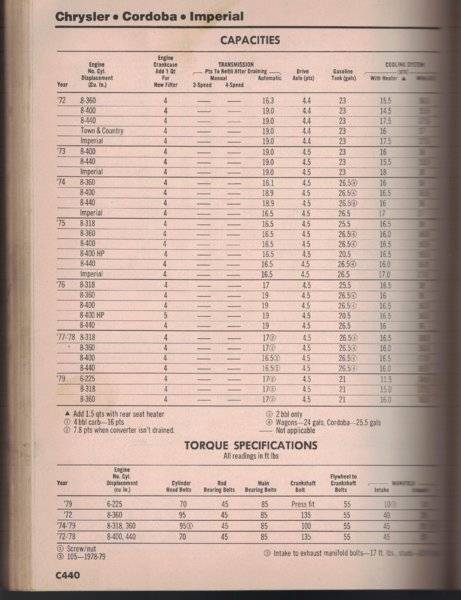 Chrysler • Cordoba • Imperial
CAPACITIES
Year Engine No. Cyl. Displacement (Cu. In.) Engine Crankcase Add 1 Qt For New Filter TRANSMISSION Pts To Refill After Draining Manual 3-Speed 4-Speed Automatic Drive Axle (pts) Gasoline Tank (gals) COOLING SYSTEM With Heater ▲
'72 8-360 4 —— —— 16.3 4.4 23 15.5
8-400 4 —— —— 19.0 4.4 23 14.5
8-440 4 —— —— 19.0 4.4 23 17.5
Town & Country 4 —— —— 19.0 4.4 23 16
Imperial 4 —— —— 19.0 4.4 23 17.5
'73 8-400 4 —— —— 19.0 4.5 23 16
8-440 4 —— —— 19.0 4.5 23 15.5
Imperial 4 —— —— 19.0 4.5 23 18
'74 8-360 4 —— —— 16.1 4.5 26.5④ 16
8-400 4 —— —— 18.9 4.5 26.5④ 16.5
8-440 4 —— —— 18.9 4.5 26.5④ 16
Imperial 4 —— —— 16.5 4.5 26.5 17
'75 8-318 4 —— —— 16.5 4.5 25.5 16.5
8-360 4 —— —— 16.5 4.5 26.5④ 16.0
8-400 4 —— —— 16.5 4.5 26.5④ 16.5
8-400 HP 4 —— —— 16.5 4.5 20.5 16.5
8-440 4 —— —— 16.5 4.5 26.5④ 16.0
Imperial 4 —— —— 16.5 4.5 26.5 17.0
'76 8-318 4 —— —— 17 4.5 25.5 16.5
8-360 4 —— —— 19 4.5 26.5④ 16
8-400 4 —— —— 19 4.5 26.5④ 16.5
8-400 HP 5 —— —— 19 4.5 20.5 16.5
8-440 4 —— —— 19 4.5 26.5 16
'77-'78 8-318 4 —— —— 17② 4.5 26.5④ 16.5
8-360 4 —— —— 17② 4.5 26.5④ 16.0
8-400 4 —— —— 16.5② 4.5 26.5④ 16.5
8-440 4 —— —— 16.5② 4.5 26.5④ 16.0
'79 6-225 4 —— —— 17② 4.5 21 11.5
8-318 4 —— —— 17② 4.5 21 15.0
8-360 4 —— —— 17② 4.5 21 16.0
▲ Add 1.5 qts with rear seat heater
① 4 bbl carb—16 pts
② 7.8 pts when converter isn't drained.
③ 2 bbl only
④ Wagons—24 gals, Cordoba—25.5 gals
—— Not applicable
TORQUE SPECIFICATIONS
All readings in ft lbs
Year Engine No. Cyl. Displacement (cu in.) Cylinder Head Bolts Rod Bearing Bolts Main Bearing Bolts Crankshaft Bolt Flywheel to Crankshaft Bolts MANIFOLD Intake
'79 6-225 70 45 85 Press fit 55 10
'72 8-360 95 45 85 135 55 40
'74-'79 8-318, 360 95③ 45 85 100 55 45
'72-'78 8-400, 440 70 45 85 135 55 45
① Screw/nut
③ 105—1978-79
Intake to exhaust manifold bolts—17 ft. lbs.
C440